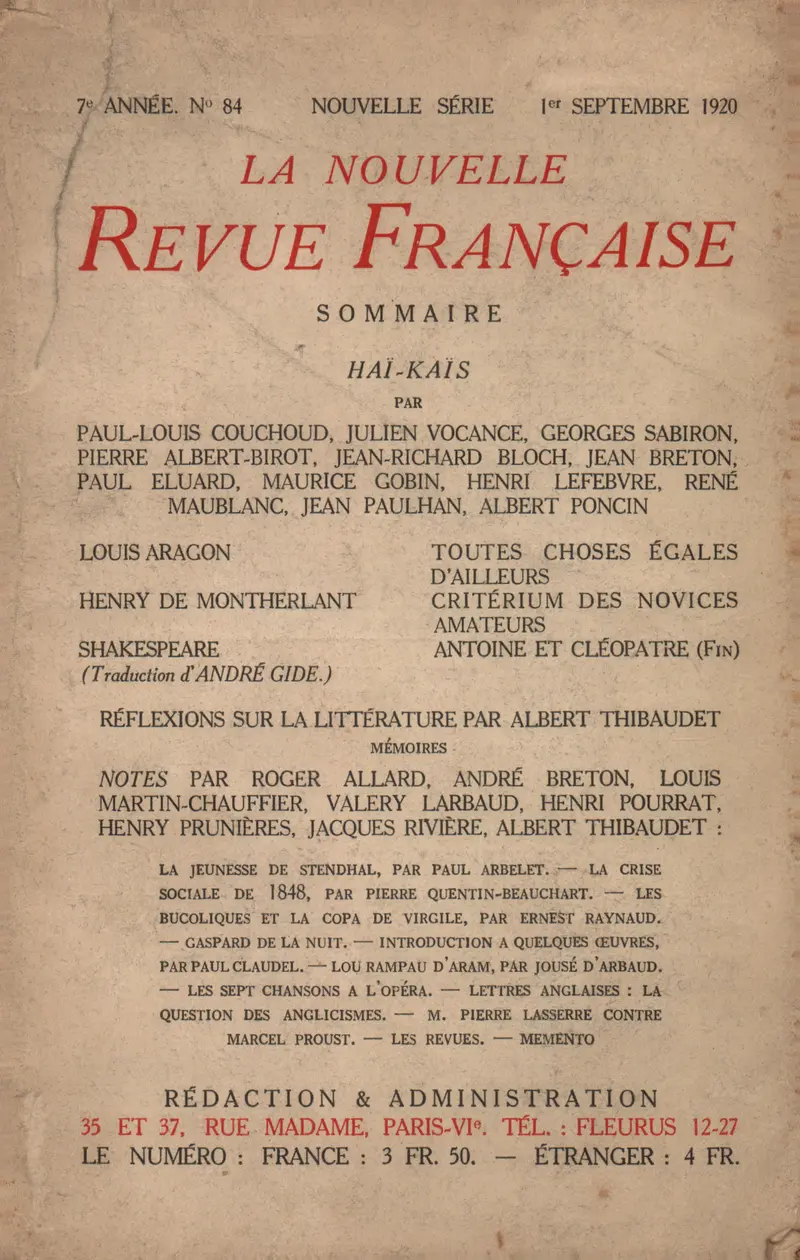 7e ANNÉE. No 84 NOUVELLE SÉRIE 1er SEPTEMBRE 1920
LA NOUVELLE
REVUE FRANÇAISE
SOMMAIRE
HAÏ-KAÏS
PAR
PAUL-LOUIS COUCHOUD, JULIEN VOCANCE, GEORGES SABIRON,
PIERRE ALBERT-BIROT, JEAN-RICHARD BLOCH, JEAN BRETON,
PAUL ELUARD, MAURICE GOBIN, HENRI LEFEBVRE, RENÉ
MAUBLANC, JEAN PAULHAN, ALBERT PONCIN
LOUIS ARAGON TOUTES CHOSES ÉGALES
D'AILLEURS
HENRY DE MONTHERLANT CRITÉRIUM DES NOVICES
AMATEURS
SHAKESPEARE ANTOINE ET CLÉOPATRE (FIN)
(Traduction d'ANDRÉ GIDE.)
RÉFLEXIONS SUR LA LITTÉRATURE PAR ALBERT THIBAUDET
MÉMOIRES
NOTES PAR ROGER ALLARD, ANDRÉ BRETON, LOUIS
MARTIN-CHAUFFIER, VALERY LARBAUD, HENRI POURRAT,
HENRY PRUNIÈRES, JACQUES RIVIÈRE, ALBERT THIBAUDET :
LA JEUNESSE DE STENDHAL, PAR PAUL ARBELET. — LA CRISE
SOCIALE DE 1848, PAR PIERRE QUENTIN-BEAUCHART. — LES
BUCOLIQUES ET LA COPA DE VIRGILE, PAR ERNEST RAYNAUD.
— GASPARD DE LA NUIT. — INTRODUCTION A QUELQUES ŒUVRES,
PAR PAUL CLAUDEL. — LOU RAMPAU D'ARAM, PAR JOUSÉ D'ARBAUD.
— LES SEPT CHANSONS A L'OPÉRA. — LETTRES ANGLAISES : LA
QUESTION DES ANGLICISMES. — M. PIERRE LASSERRE CONTRE
MARCEL PROUST. — LES REVUES. — MEMENTO
RÉDACTION & ADMINISTRATION
35 ET 37, RUE MADAME, PARIS-VIe. TÉL. : FLEURUS 12-27
LE NUMÉRO : FRANCE : 3 FR. 50. — ÉTRANGER : 4 FR.